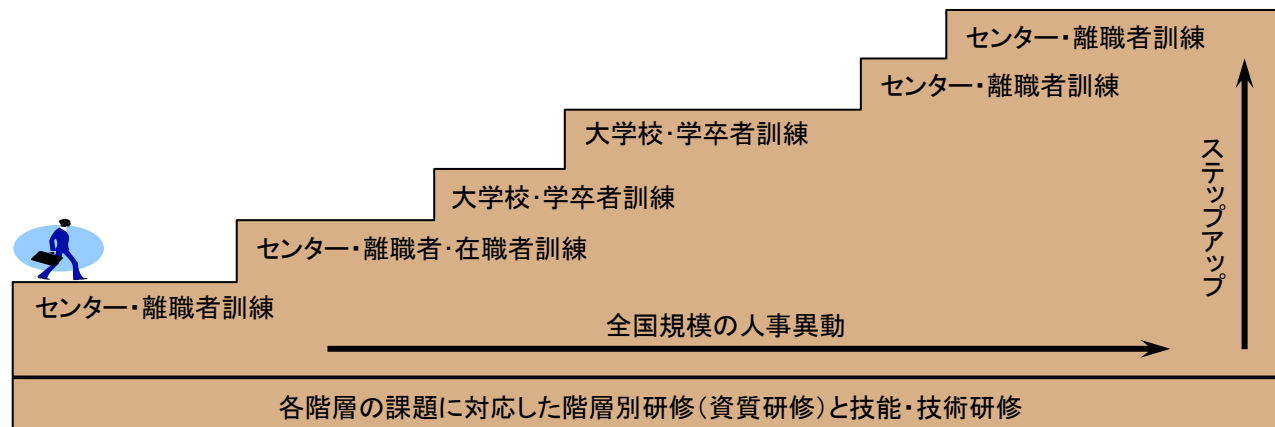 センター・離職者訓練
センター・離職者訓練
大学校・学卒者訓練
大学校・学卒者訓練
センター・離職者・在職者訓練
センター・離職者訓練
ステップアップ
全国規模の人事異動
各階層の課題に対応した階層別研修(資質研修)と技能・技術研修